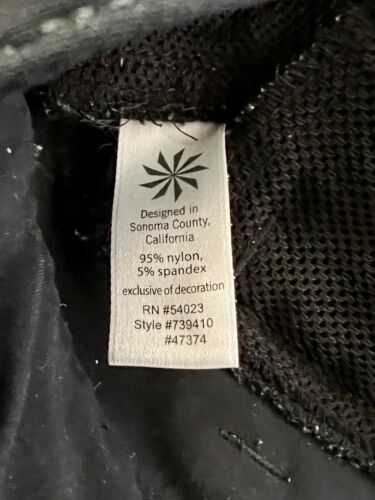 Designed in
Sonoma County,
California
95% nylon,
5% spandex
exclusive of decoration
RN #54023
Style #739410
#47374